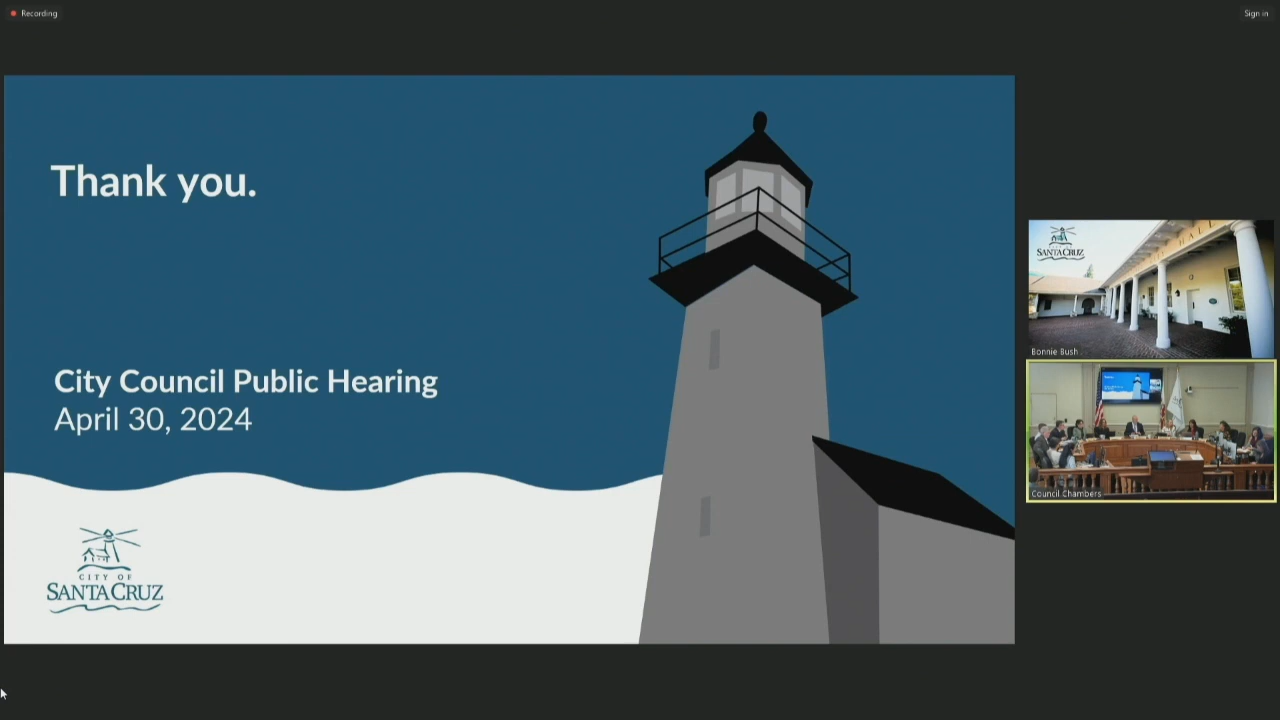 Recording
Sign in
Thank you.
City Council Public Hearing
April 30, 2024
CITY OF
SANTA CRUZ
SANTA CRUZ
HALL
Bonnie Bush
Council Chambers